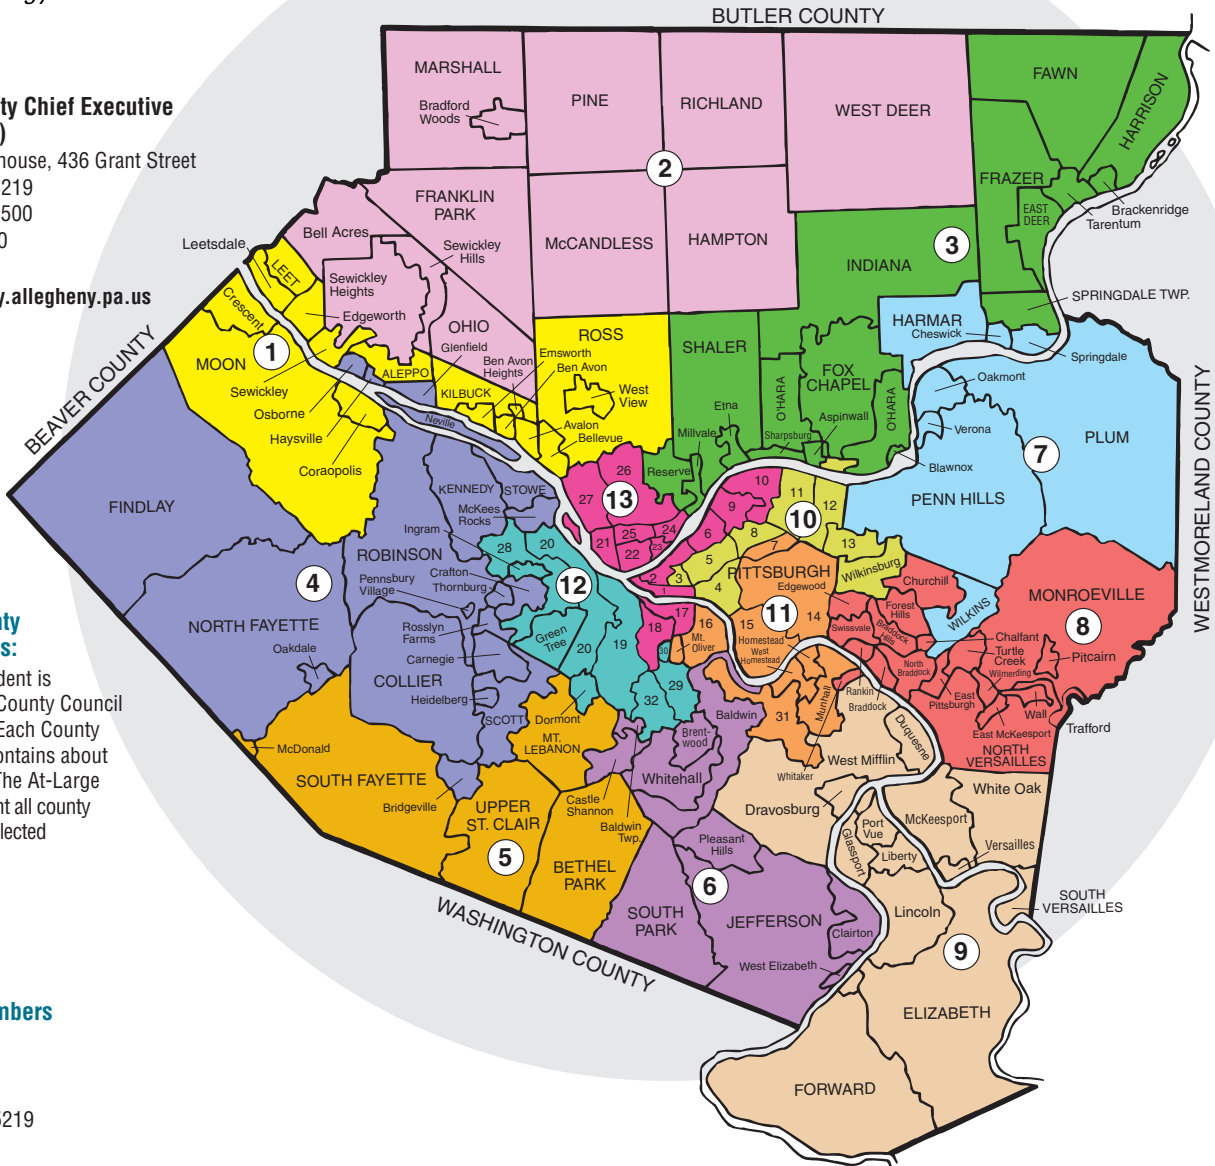 BUTLER COUNTY
ty Chief Executive
)
house, 436 Grant Street
219
500
0
y.allegheny.pa.us
nty
s:
dent is
County Council
Each County
ontains about
The At-Large
nt all county
elected
mbers
5219
MARSHALL
Bradford
Woods
PINE
RICHLAND
WEST DEER
FAWN
HARRISON
2
FRANKLIN
PARK
McCANDLESS
HAMPTON
FRAZER
EAST
DEER
Brackenridge
Tarentum
3
INDIANA
SPRINGDALE TWP.
Bell Acres
Leetsdale
LEET
Sewickley
Hills
Sewickley
Heights
Edgeworth
Crescent
OHIO
Glenfield
MOON
1
ALEPPO
Sewickley
Osborne
Haysville
Coraopolis
BEAVER COUNTY
Ben Avon
Heights
Emsworth
Ben Avon
KILBUCK
Neville
ROSS
West
View
Avalon
Bellevue
SHALER
Etna
Millvale
Reserve
Sharpsburg
O'HARA
FOX
CHAPEL
Aspinwall
O'HARA
Blawnox
HARMAR
Cheswick
Springdale
Oakmont
Verona
7
PLUM
PENN HILLS
WESTMORELAND COUNTY
FINDLAY
KENNEDY
STOWE
McKees
Rocks
Ingram
ROBINSON
4
Crafton
Thornburg
Pennsbury
Village
NORTH FAYETTE
Rosslyn
Farms
Oakdale
Carnegie
COLLIER
Heidelberg
SCOTT
26
27
13
25
24
21
22
23
10
9
6
2
1
17
18
11
12
10
8
13
5
3
4
Wilkinsburg
7
PITTSBURGH
Edgewood
11
14
15
16
Mt.
Oliver
Homestead
West
Homestead
31
Munhall
Whitaker
28
20
12
Green
Tree
20
19
30
29
32
Churchill
MONROEVILLE
8
Forest
Hills
WILKINS
Swissvale
Braddock
Hills
Chalfant
Turtle
Creek
Pitcairn
North
Braddock
Wilmerding
Rankin
Braddock
East
Pittsburgh
Wall
East McKeesport
Trafford
NORTH
VERSAILLES
McDonald
SOUTH FAYETTE
Dormont
MT.
LEBANON
Bridgeville
UPPER
ST. CLAIR
5
BETHEL
PARK
Castle
Shannon
Baldwin
Twp.
Baldwin
Brent-
wood
Whitehall
Pleasant
Hills
6
SOUTH
PARK
JEFFERSON
Clairton
West Elizabeth
WASHINGTON COUNTY
Duquesne
West Mifflin
White Oak
Dravosburg
McKeesport
Port
Vue
Glassport
Liberty
Versailles
SOUTH
VERSAILLES
Lincoln
9
ELIZABETH
FORWARD